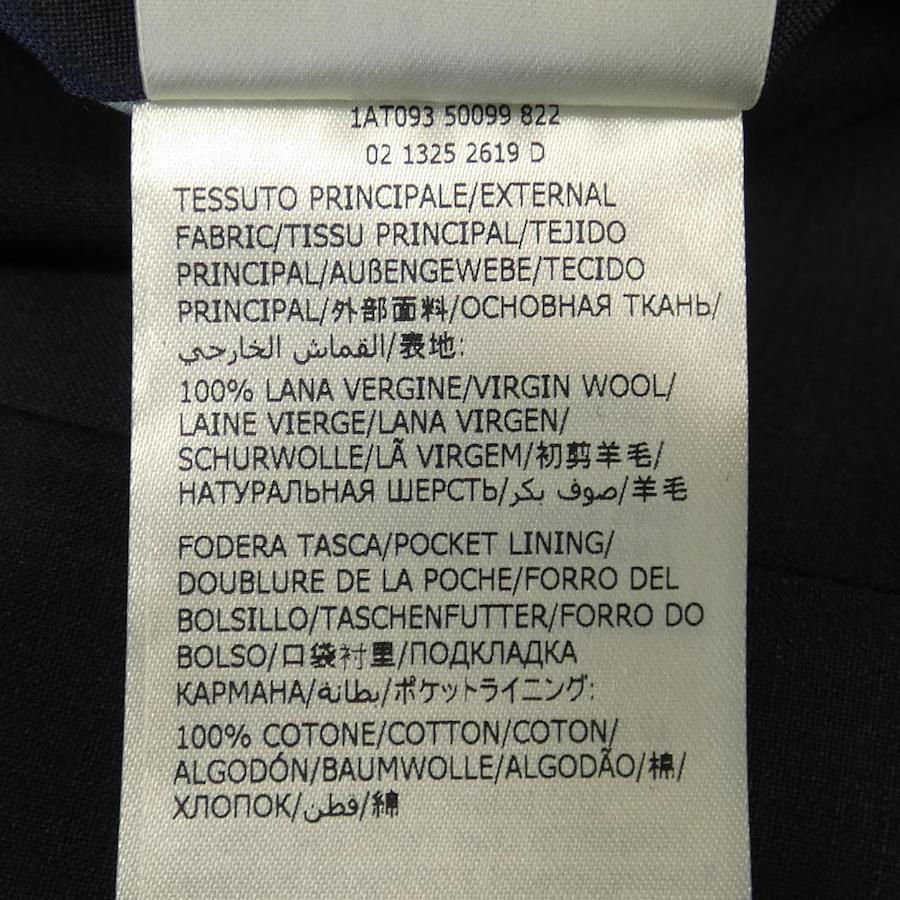 1AT093 50099 822
02 1325 2619 D
TESSUTO PRINCIPALE/EXTERNAL
FABRIC/TISSU PRINCIPAL/TEJIDO
PRINCIPAL/AUßENGEWEBE/TECIDO
PRINCIPAL/外部面料/ОСНОВНАЯ ТКАНЬ/
القماش الخارجي/表地:
100% LANA VERGINE/VIRGIN WOOL/
LAINE VIERGE/LANA VIRGEN/
SCHURWOLLE/LÃ VIRGEM/初剪羊毛/
НАТУРАЛЬНАЯ ШЕРСТЬ/صوف بكر/羊毛
FODERA TASCA/POCKET LINING/
DOUBLURE DE LA POCHE/FORRO DEL
BOLSILLO/TASCHENFUTTER/FORRO DO
BOLSO/口袋衬里/ПОДКЛАДКА
КАРМАНА/بطانة/ポケットライニング:
100% COTONE/COTTON/COTON/
ALGODÓN/BAUMWOLLE/ALGODÃO/棉/
ХЛОПОК/قطن/綿